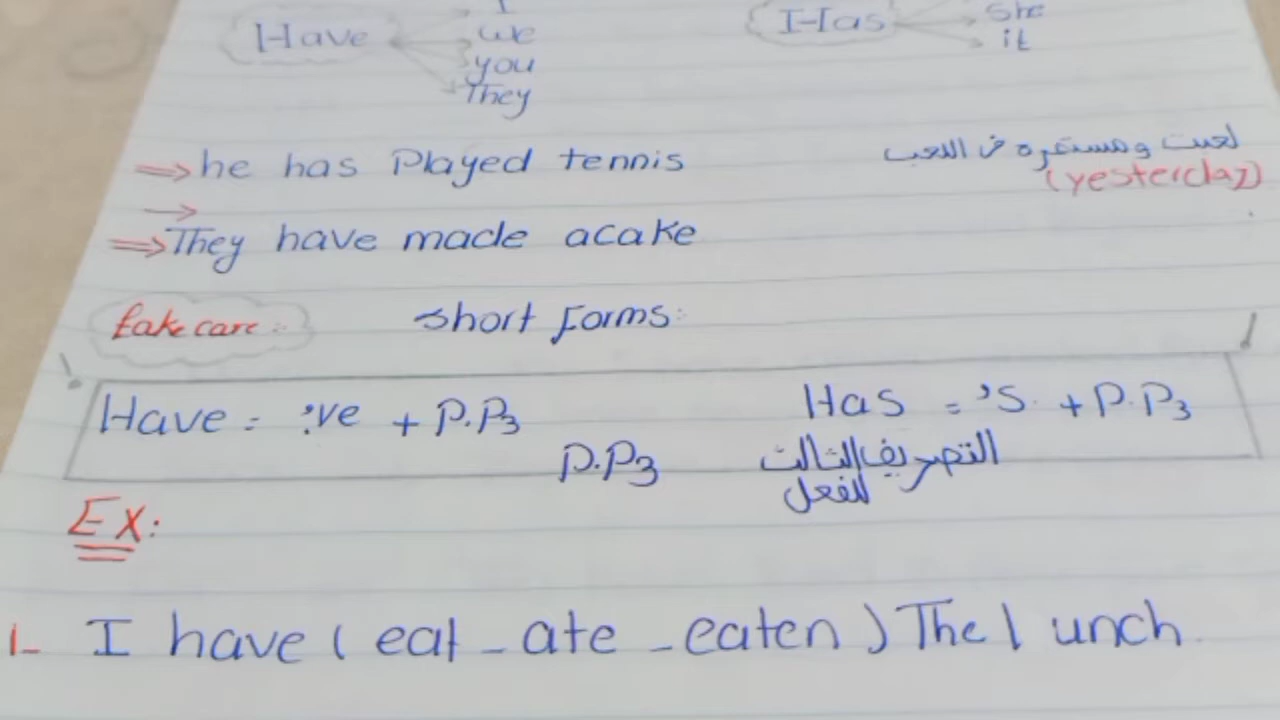 Have I Has She
we it
you
They
he has Played tennis لعبت ومستمره في اللعب
(yesterday)
They have made acake
take care: short Forms:
Have = 've + P.P3 Has = 's. + P.P3
P.P3 التصريف الثالث
للفعل
Ex:
1- I have ( eat - ate - eaten ) The lunch